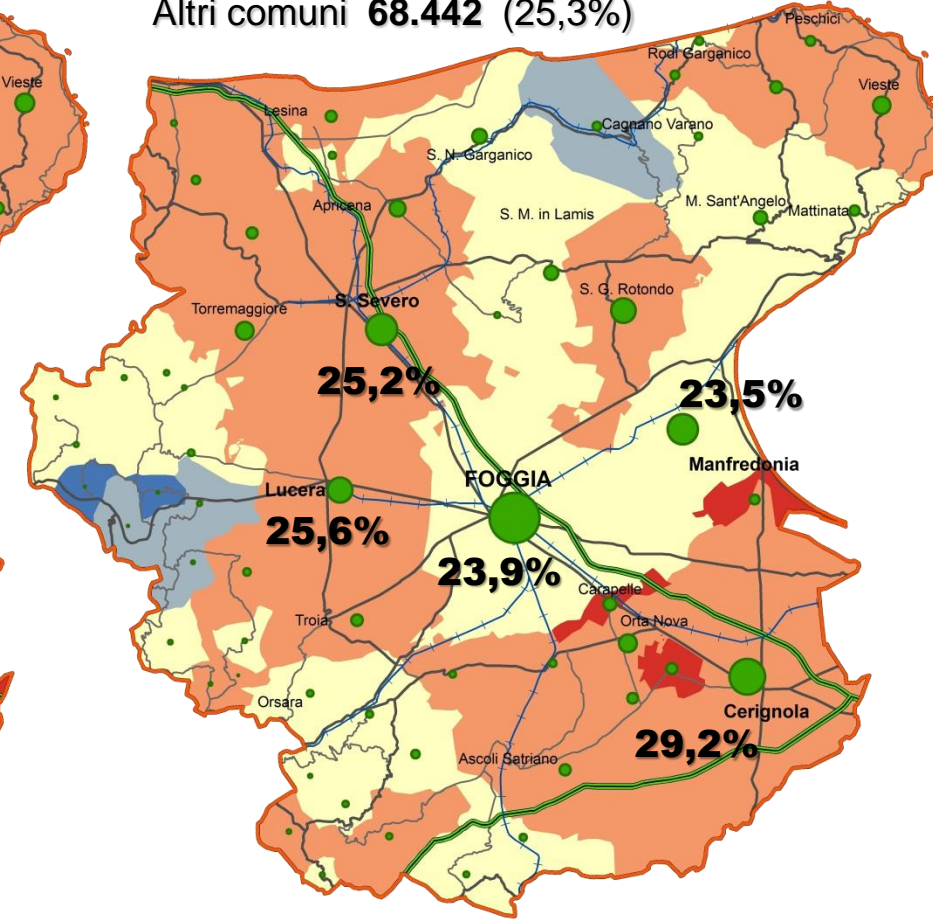 Altri comuni 68.442 (25,3%)
Peschici
Rodi Garganico
Vieste
Vieste
Lesina
Cagnano Varano
S. N. Garganico
Apricena
S. M. in Lamis
M. Sant'Angelo
Mattinata
S. G. Rotondo
S. Severo
Torremaggiore
25,2%
23,5%
Manfredonia
FOGGIA
Lucera
25,6%
23,9%
Carapelle
Troia
Orta Nova
Orsara
Cerignola
29,2%
Ascoli Satriano